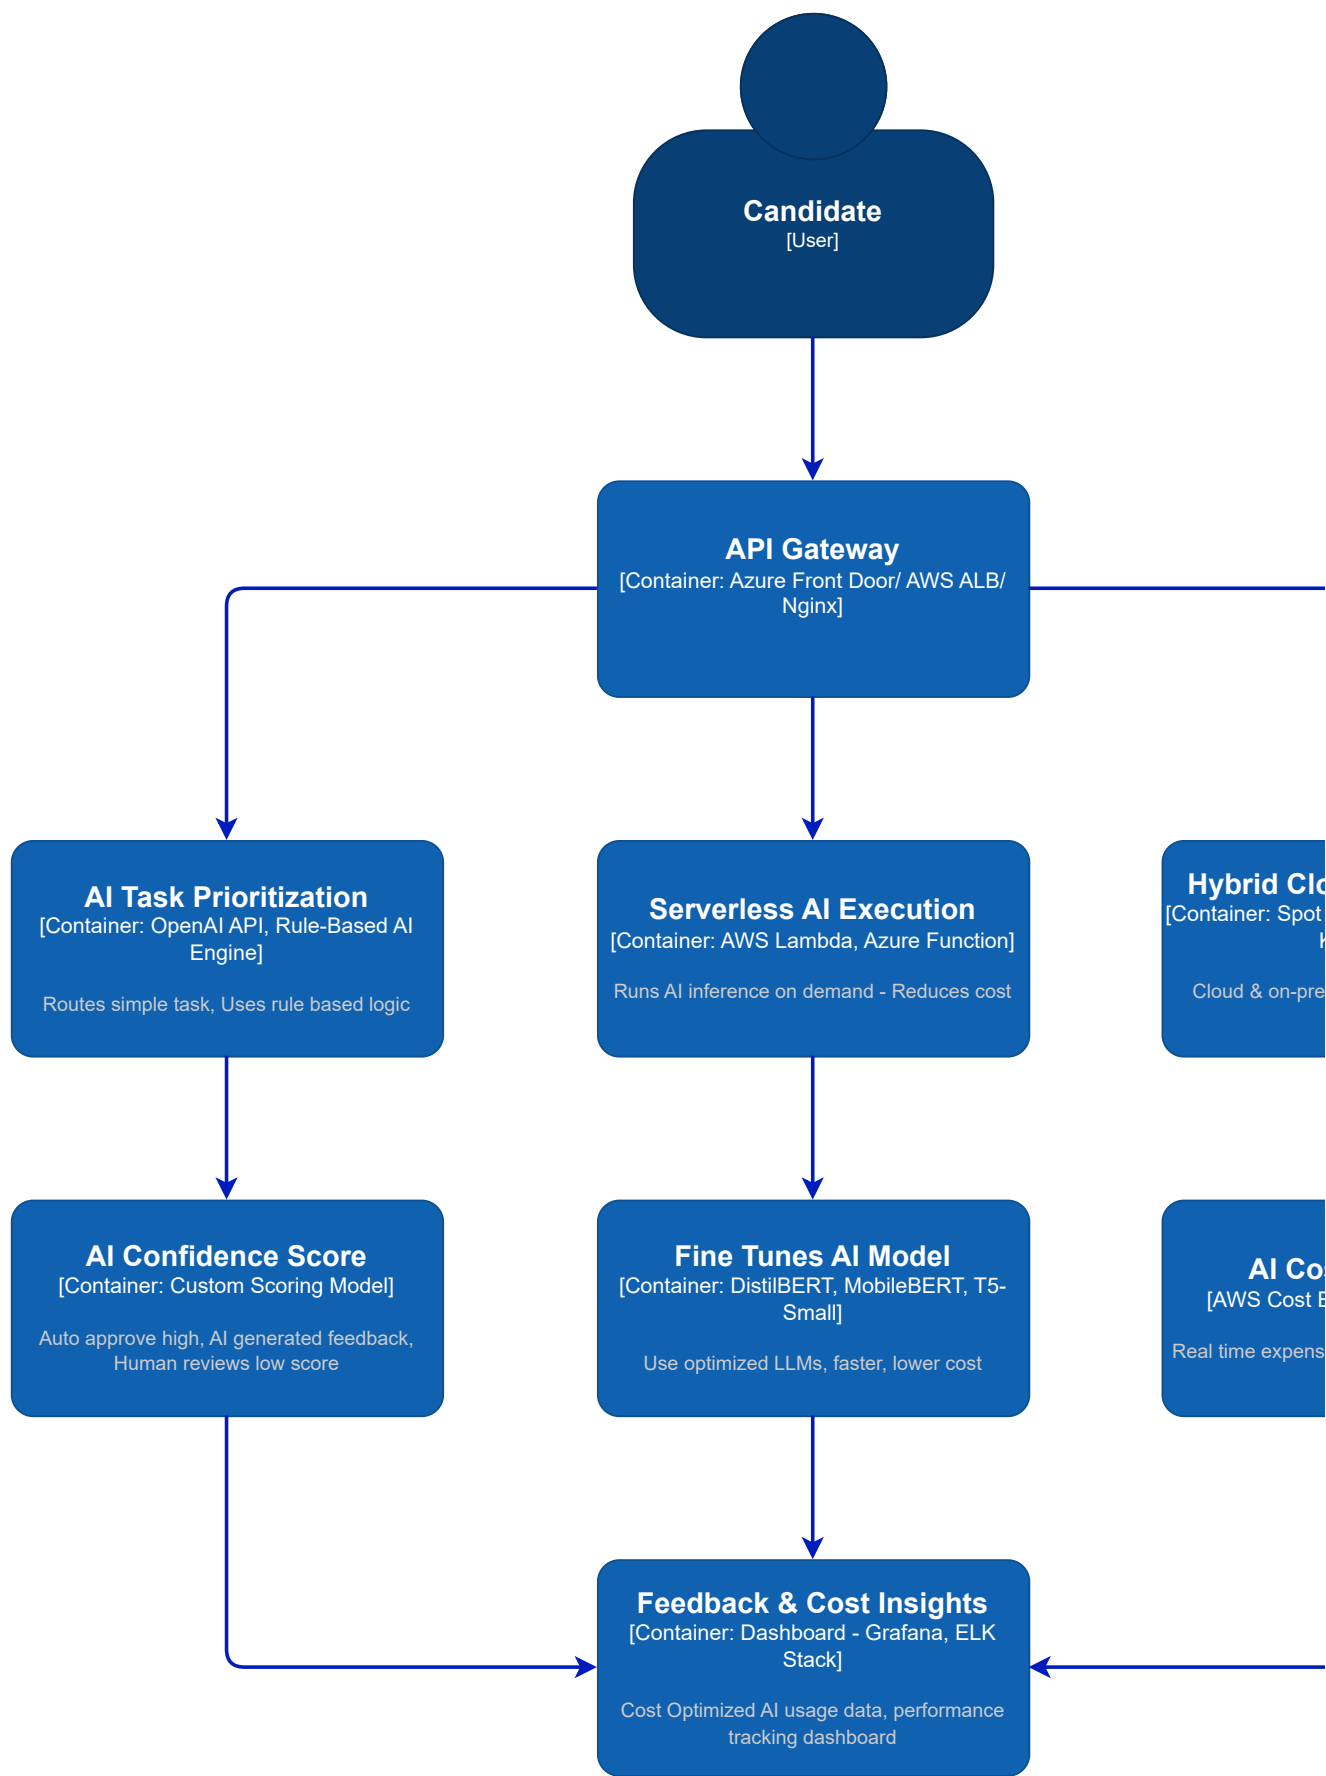 Candidate
[User]
API Gateway
[Container: Azure Front Door/ AWS ALB/
Nginx]
AI Task Prioritization
[Container: OpenAI API, Rule-Based AI
Engine]
Routes simple task, Uses rule based logic
Serverless AI Execution
[Container: AWS Lambda, Azure Function]
Runs AI inference on demand - Reduces cost
Hybrid
[Container: Spot
Cloud &
AI Confidence Score
[Container: Custom Scoring Model]
Auto approve high, AI generated feedback,
Human reviews low score
Fine Tunes AI Model
[Container: DistilBERT, MobileBERT, T5-
Small]
Use optimized LLMs, faster, lower cost
AI
[AWS Cost
Real time
Feedback & Cost Insights
[Container: Dashboard - Grafana, ELK
Stack]
Cost Optimized AI usage data, performance
tracking dashboard